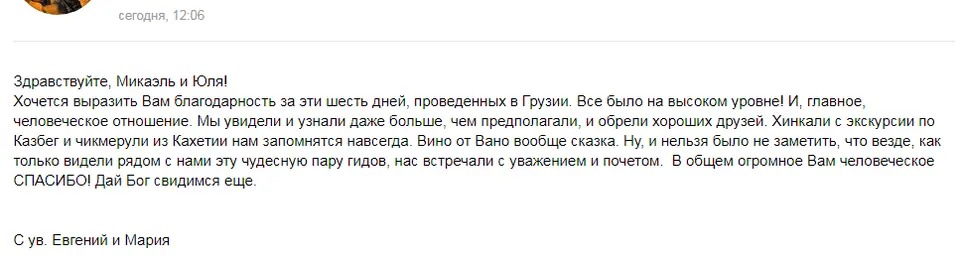 сегодня, 12:06
Здравствуйте, Микаэль и Юля!
Хочется выразить Вам благодарность за эти шесть дней, проведенных в Грузии. Все было на высоком уровне! И, главное,
человеческое отношение. Мы увидели и узнали даже больше, чем предполагали, и обрели хороших друзей. Хинкали с экскурсии по
Казбег и чикмерули из Кахетии нам запомнятся навсегда. Вино от Вано вообще сказка. Ну, и нельзя было не заметить, что везде, как
только видели рядом с нами эту чудесную пару гидов, нас встречали с уважением и почетом.  В общем огромное Вам человеческое
СПАСИБО! Дай Бог свидимся еще.
С ув. Евгений и Мария